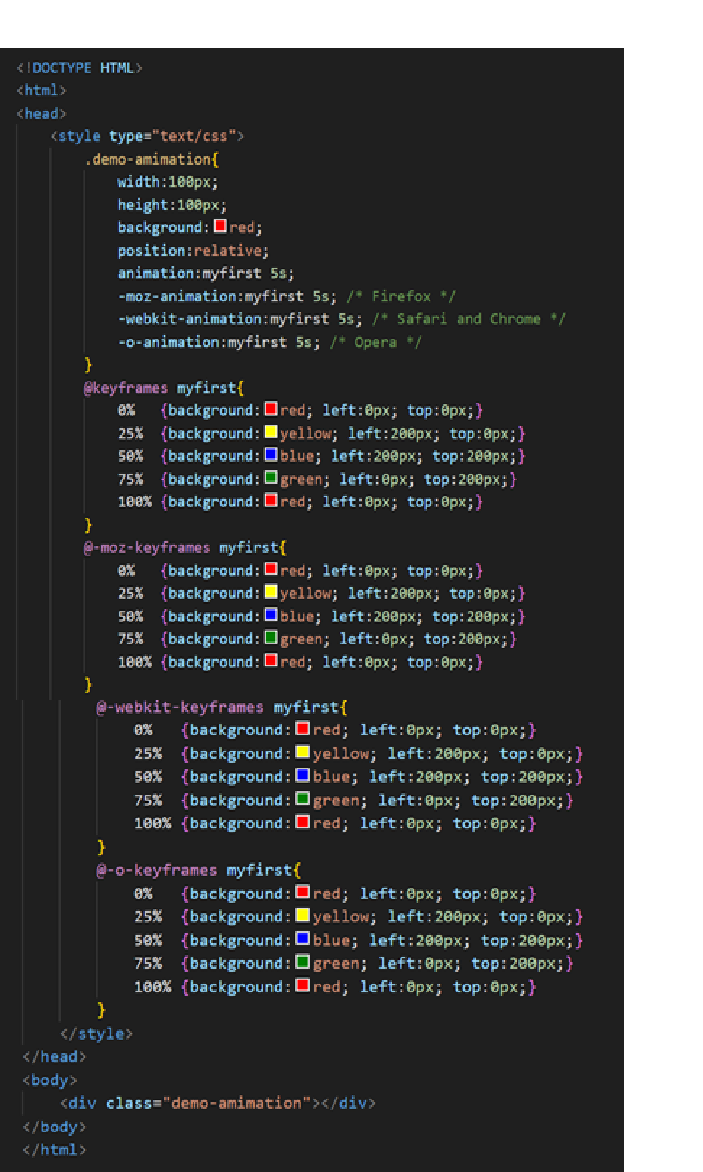 <!DOCTYPE HTML>
<html>
<head>
<style type="text/css">
.demo-amimation{
width:100px;
height:100px;
background:red;
position:relative;
animation:myfirst 5s;
-moz-animation:myfirst 5s; /* Firefox */
-webkit-animation:myfirst 5s; /* Safari and Chrome */
-o-animation:myfirst 5s; /* Opera */
}
@keyframes myfirst{
0% {background:red; left:0px; top:0px;}
25% {background:yellow; left:200px; top:0px;}
50% {background:blue; left:200px; top:200px;}
75% {background:green; left:0px; top:200px;}
100% {background:red; left:0px; top:0px;}
}
@-moz-keyframes myfirst{
0% {background:red; left:0px; top:0px;}
25% {background:yellow; left:200px; top:0px;}
50% {background:blue; left:200px; top:200px;}
75% {background:green; left:0px; top:200px;}
100% {background:red; left:0px; top:0px;}
}
@-webkit-keyframes myfirst{
0% {background:red; left:0px; top:0px;}
25% {background:yellow; left:200px; top:0px;}
50% {background:blue; left:200px; top:200px;}
75% {background:green; left:0px; top:200px;}
100% {background:red; left:0px; top:0px;}
}
@-o-keyframes myfirst{
0% {background:red; left:0px; top:0px;}
25% {background:yellow; left:200px; top:0px;}
50% {background:blue; left:200px; top:200px;}
75% {background:green; left:0px; top:200px;}
100% {background:red; left:0px; top:0px;}
}
</style>
</head>
<body>
<div class="demo-amimation"></div>
</body>
</html>